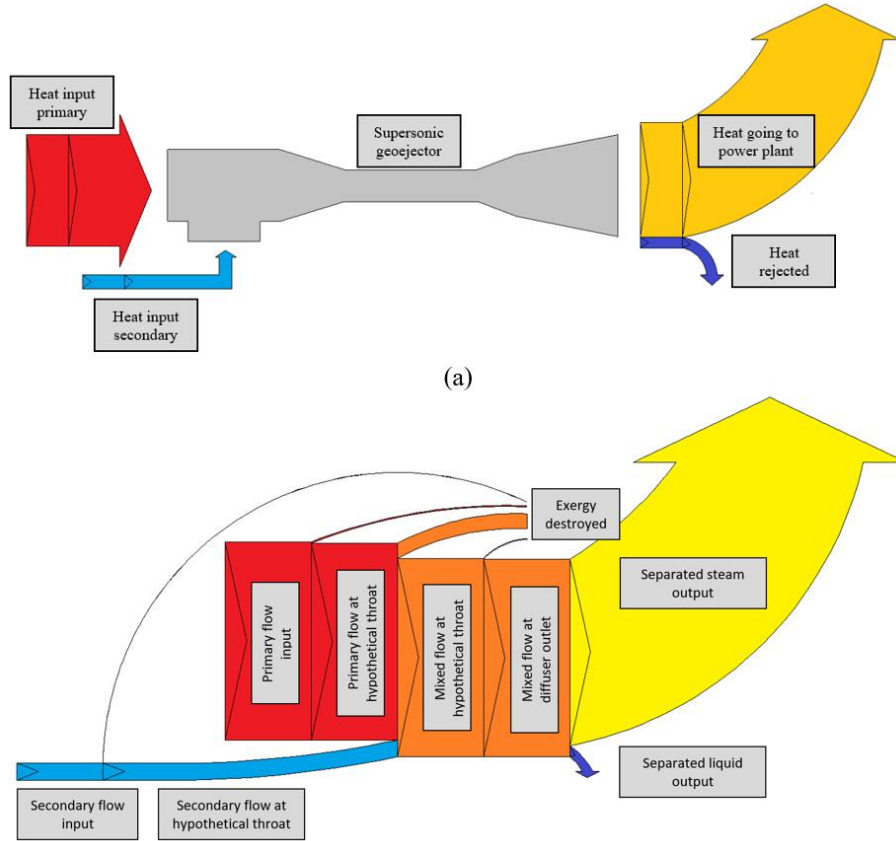 Heat input
primary
Supersonic
geoejector
Heat going to
power plant
Heat
rejected
Heat input
secondary
(a)
Exergy
destroyed
Primary flow
input
Primary flow at
hypothetical throat
Mixed flow at
hypothetical throat
Mixed flow at
diffuser outlet
Separated steam
output
Separated liquid
output
Secondary flow
input
Secondary flow at
hypothetical throat